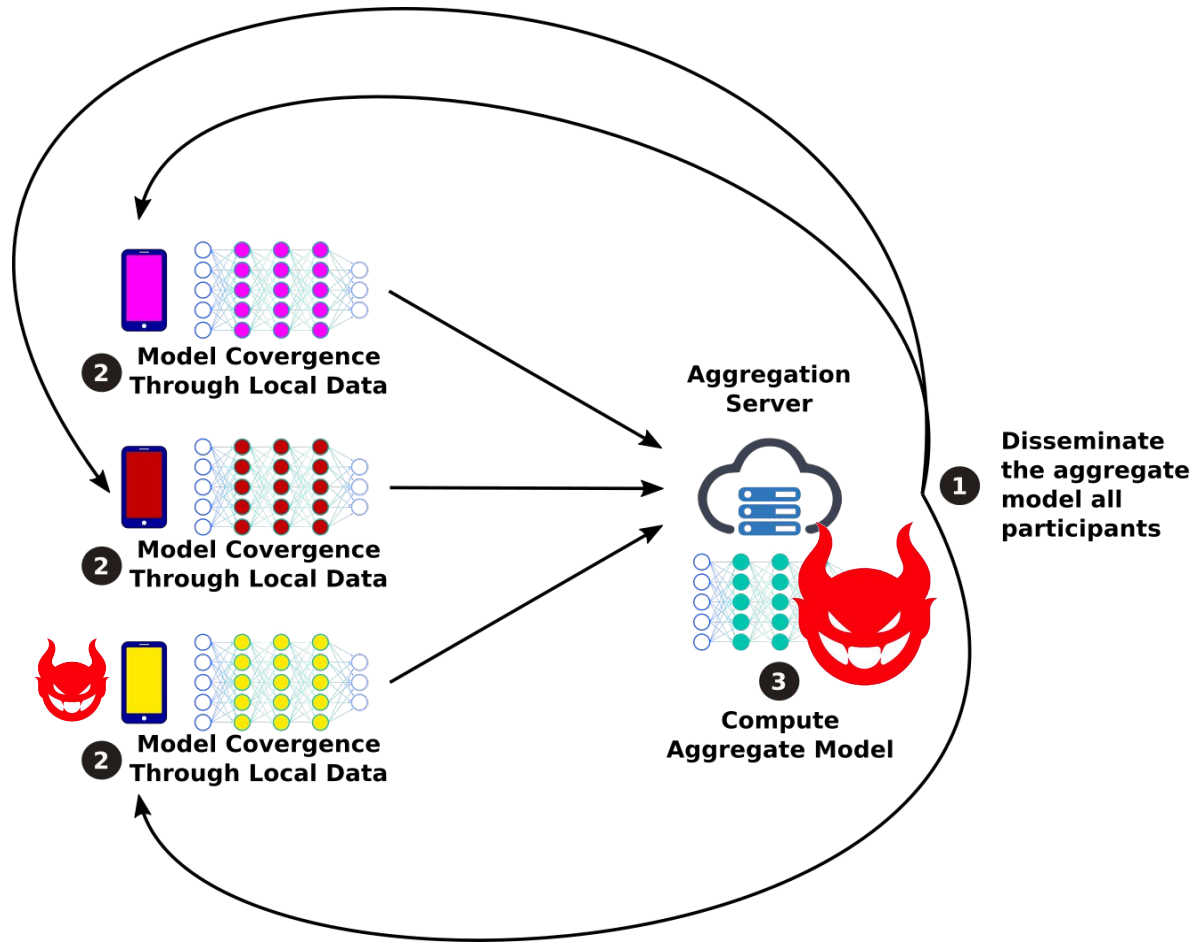 2
Model Covergence
Through Local Data
2
Model Covergence
Through Local Data
2
Model Covergence
Through Local Data
Aggregation
Server
1
Disseminate
the aggregate
model all
participants
3
Compute
Aggregate Model